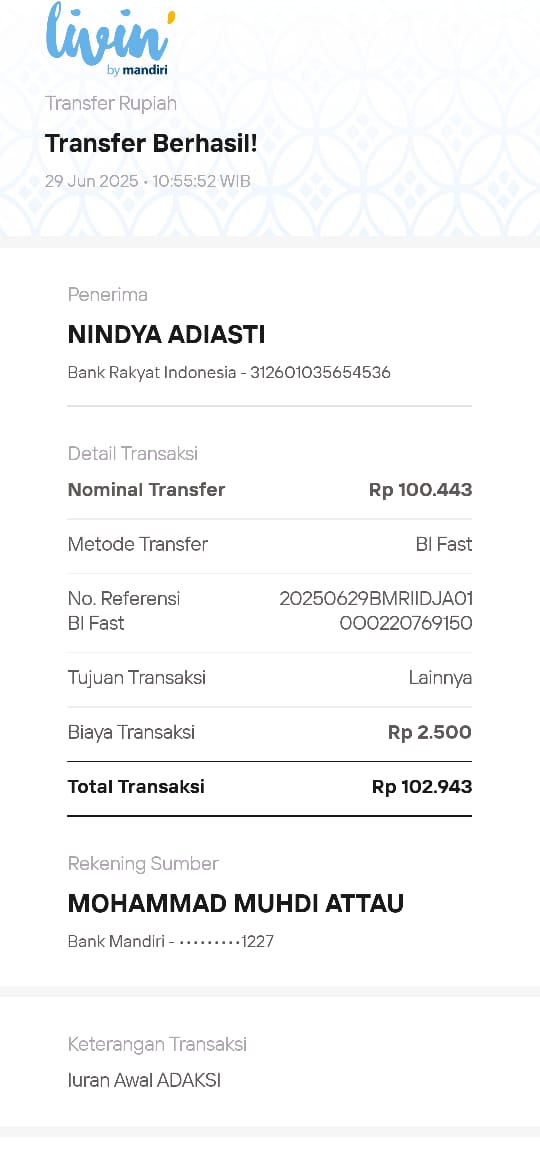 livin'
by mandiri
Transfer Rupiah
Transfer Berhasil!
29 Jun 2025 • 10:55:52 WIB
Penerima
NINDYA ADIASTI
Bank Rakyat Indonesia - 312601035654536
Detail Transaksi
Nominal Transfer Rp 100.443
Metode Transfer BI Fast
No. Referensi 20250629BMRIIDJA01
BI Fast 000220769150
Tujuan Transaksi Lainnya
Biaya Transaksi Rp 2.500
Total Transaksi Rp 102.943
Rekening Sumber
MOHAMMAD MUHDI ATTAU
Bank Mandiri - •••••••••1227
Keterangan Transaksi
Iuran Awal ADAKSI